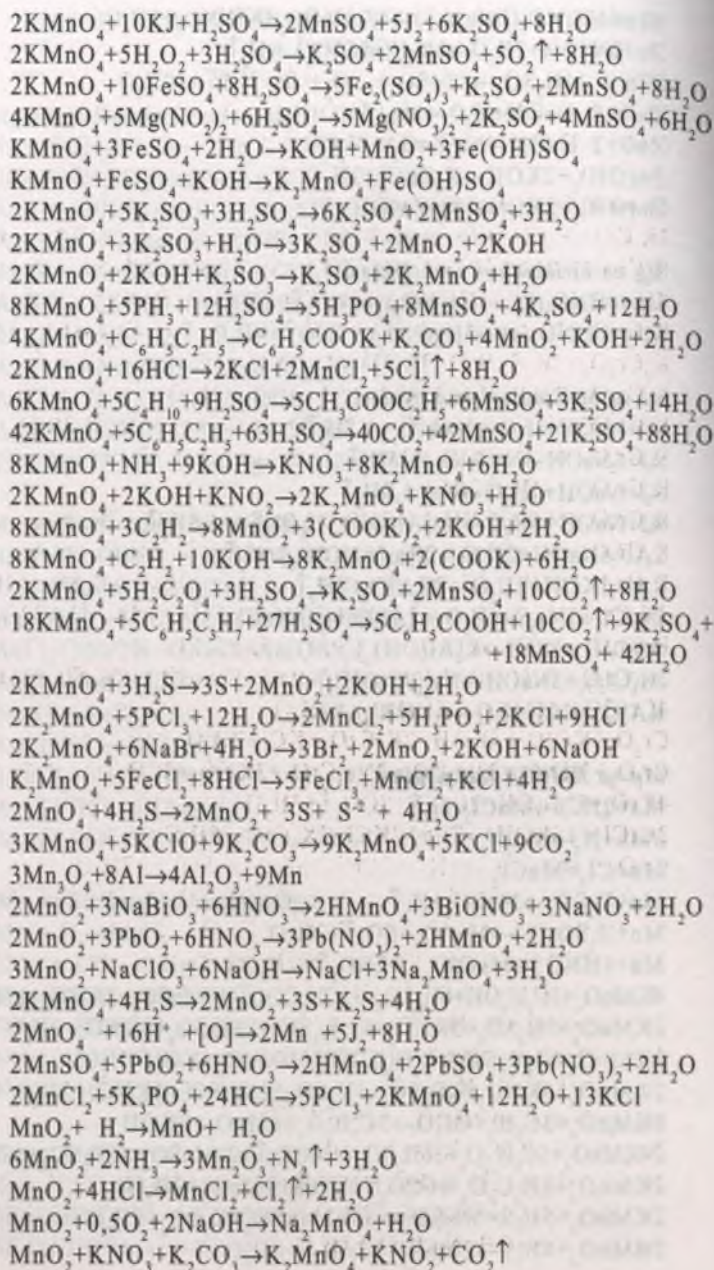 2KMnO₄+10KJ+H₂SO₄→2MnSO₄+5J₂+6K₂SO₄+8H₂O
2KMnO₄+5H₂O₂+3H₂SO₄→K₂SO₄+2MnSO₄+5O₂↑+8H₂O
2KMnO₄+10FeSO₄+8H₂SO₄→5Fe₂(SO₄)₃+K₂SO₄+2MnSO₄+8H₂O
4KMnO₄+5Mg(NO₂)₂+6H₂SO₄→5Mg(NO₃)₂+2K₂SO₄+4MnSO₄+6H₂O
KMnO₄+3FeSO₄+2H₂O→KOH+MnO₂+3Fe(OH)SO₄
KMnO₄+FeSO₄+KOH→K₂MnO₄+Fe(OH)SO₄
2KMnO₄+5K₂SO₃+3H₂SO₄→6K₂SO₄+2MnSO₄+3H₂O
2KMnO₄+3K₂SO₃+H₂O→3K₂SO₄+2MnO₂+2KOH
2KMnO₄+2KOH+K₂SO₃→K₂SO₄+2K₂MnO₄+H₂O
8KMnO₄+5PH₃+12H₂SO₄→5H₃PO₄+8MnSO₄+4K₂SO₄+12H₂O
4KMnO₄+C₆H₅C₂H₅→C₆H₅COOK+K₂CO₃+4MnO₂+KOH+2H₂O
2KMnO₄+16HCl→2KCl+2MnCl₂+5Cl₂↑+8H₂O
6KMnO₄+5C₄H₁₀+9H₂SO₄→5CH₃COOC₂H₅+6MnSO₄+3K₂SO₄+14H₂O
42KMnO₄+5C₆H₅C₂H₅+63H₂SO₄→40CO₂+42MnSO₄+21K₂SO₄+88H₂O
8KMnO₄+NH₃+9KOH→KNO₃+8K₂MnO₄+6H₂O
2KMnO₄+2KOH+KNO₂→2K₂MnO₄+KNO₃+H₂O
8KMnO₄+3C₂H₂→8MnO₂+3(COOK)₂+2KOH+2H₂O
8KMnO₄+C₂H₂+10KOH→8K₂MnO₄+2(COOK)+6H₂O
2KMnO₄+5H₂C₂O₄+3H₂SO₄→K₂SO₄+2MnSO₄+10CO₂↑+8H₂O
18KMnO₄+5C₆H₅C₃H₇+27H₂SO₄→5C₆H₅COOH+10CO₂↑+9K₂SO₄+
+18MnSO₄+ 42H₂O
2KMnO₄+3H₂S→3S+2MnO₂+2KOH+2H₂O
2K₂MnO₄+5PCl₃+12H₂O→2MnCl₂+5H₃PO₄+2KCl+9HCl
2K₂MnO₄+6NaBr+4H₂O→3Br₂+2MnO₂+2KOH+6NaOH
K₂MnO₄+5FeCl₂+8HCl→5FeCl₃+MnCl₂+KCl+4H₂O
2MnO₄⁻+4H₂S→2MnO₂+ 3S+ S⁻² + 4H₂O
3KMnO₄+5KClO+9K₂CO₃→9K₂MnO₄+5KCl+9CO₂
3Mn₃O₄+8Al→4Al₂O₃+9Mn
2MnO₂+3NaBiO₃+6HNO₃→2HMnO₄+3BiONO₃+3NaNO₃+2H₂O
2MnO₂+3PbO₂+6HNO₃→3Pb(NO₃)₂+2HMnO₄+2H₂O
3MnO₂+NaClO₃+6NaOH→NaCl+3Na₂MnO₄+3H₂O
2KMnO₄+4H₂S→2MnO₂+3S+K₂S+4H₂O
2MnO₄⁻ +16H⁺ +[O]→2Mn +5J₂+8H₂O
2MnSO₄+5PbO₂+6HNO₃→2HMnO₄+2PbSO₄+3Pb(NO₃)₂+2H₂O
2MnCl₂+5K₃PO₄+24HCl→5PCl₃+2KMnO₄+12H₂O+13KCl
MnO₂+ H₂→MnO+ H₂O
6MnO₂+2NH₃→3Mn₂O₃+N₂↑+3H₂O
MnO₂+4HCl→MnCl₂+Cl₂↑+2H₂O
MnO₂+0,5O₂+2NaOH→Na₂MnO₄+H₂O
MnO₂+KNO₃+K₂CO₃→K₂MnO₄+KNO₂+CO₂↑